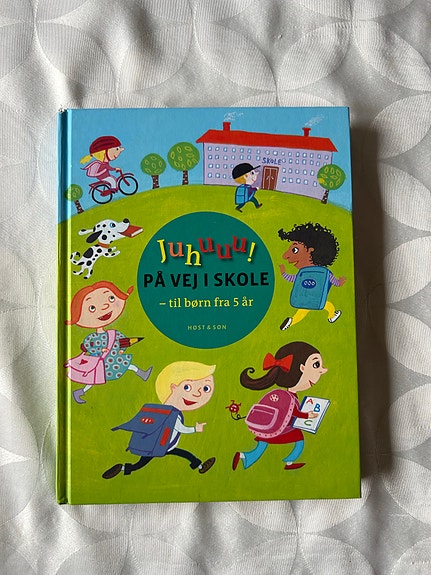 SKOLE
Juhuuu!
PÅ VEJ I SKOLE
– til børn fra 5 år
HØST & SØN
A B
C